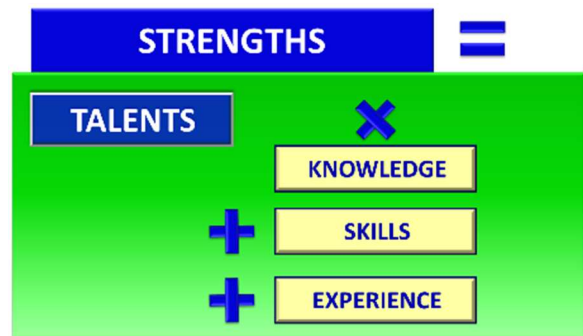 STRENGTHS =
TALENTS ×
KNOWLEDGE
+ SKILLS
+ EXPERIENCE